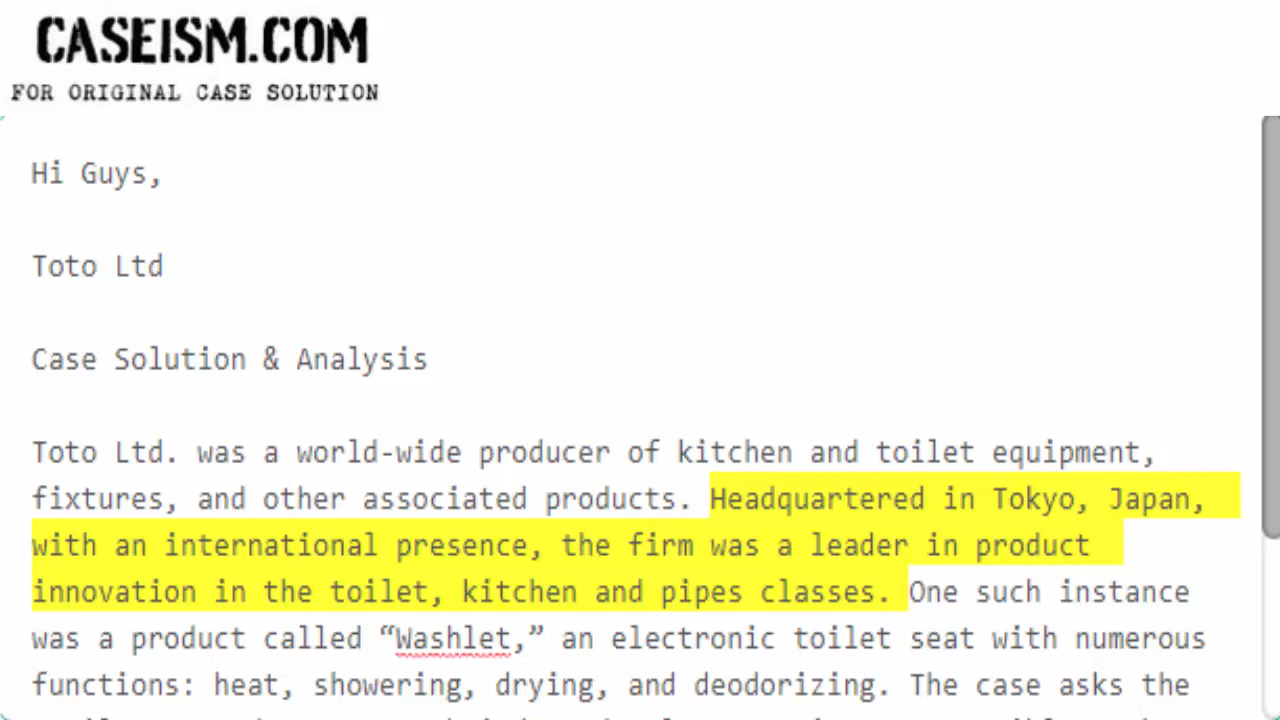 CASEISM.COM
FOR ORIGINAL CASE SOLUTION
Hi Guys,
Toto Ltd
Case Solution & Analysis
Toto Ltd. was a world-wide producer of kitchen and toilet equipment,
fixtures, and other associated products. Headquartered in Tokyo, Japan,
with an international presence, the firm was a leader in product
innovation in the toilet, kitchen and pipes classes. One such instance
was a product called “Washlet,” an electronic toilet seat with numerous
functions: heat, showering, drying, and deodorizing. The case asks the